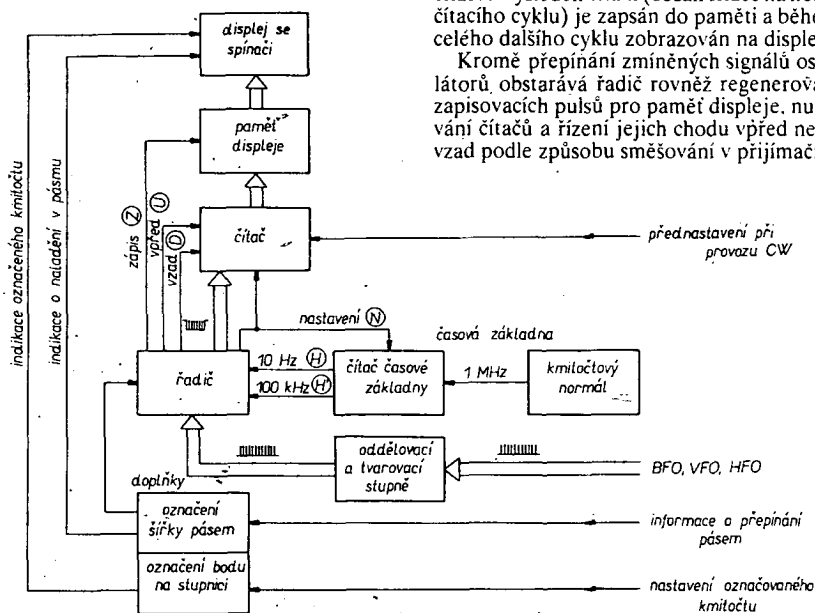 čítacího cyklu) je zapsán do paměti a běhe
celého dalšího cyklu zobrazován na disple
Kromě přepínání zmíněných signálů os
látorů, obstarává řadič rovněž regenerova
zapisovacích pulsů pro paměť displeje, nu
vání čítačů a řízení jejich chodu vpřed ne
vzad podle způsobu směšování v přijímači
displej se
spínači
paměť
displeje
čítač
indikace označeného kmitočtu
indikace o naladění v pásmu
zápis Z
vpřed U
vzad D
přednastavení při
provozu CW
nastavení N
časová základna
řadič
10 Hz H
100 kHz H'
čítač časové
základny
1 MHz
kmitočtový
normál
oddělovací
a tvarovací
stupně
BFO, VFO, HFO
doplňky
označení
šířky pásem
informace o přepínání
pásem
označení bodu
na stupnici
nastavení označovaného
kmitočtu